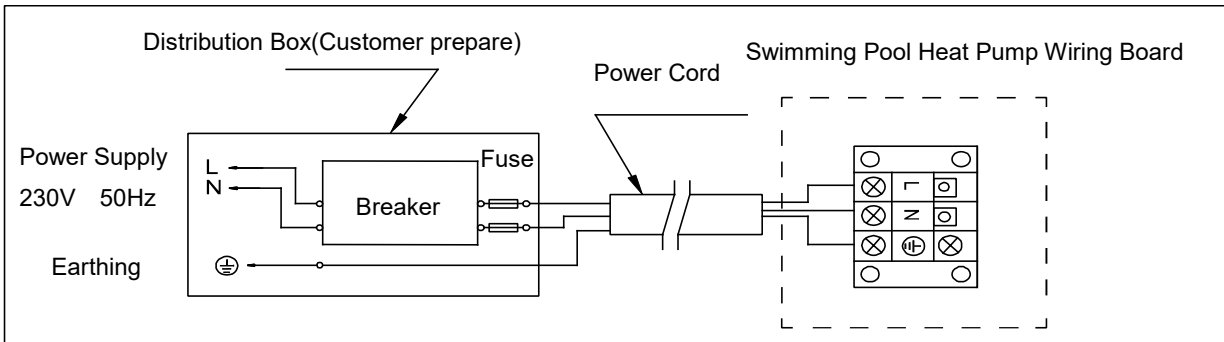 Distribution Box(Customer prepare)
Swimming Pool Heat Pump Wiring Board
Power Cord
Power Supply
230V 50Hz
L
N
Fuse
Breaker
Earthing
L
N